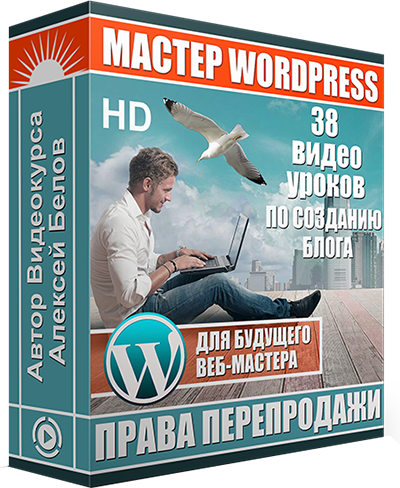 МАСТЕР WORDPRESS
HD
38
видео
уроков
ПО СОЗДАНИЮ
БЛОГА
W
ДЛЯ БУДУЩЕГО
ВЕБ-МАСТЕРА
ПРАВА ПЕРЕПРОДАЖИ
Автор Видеокурса
Алексей Белов